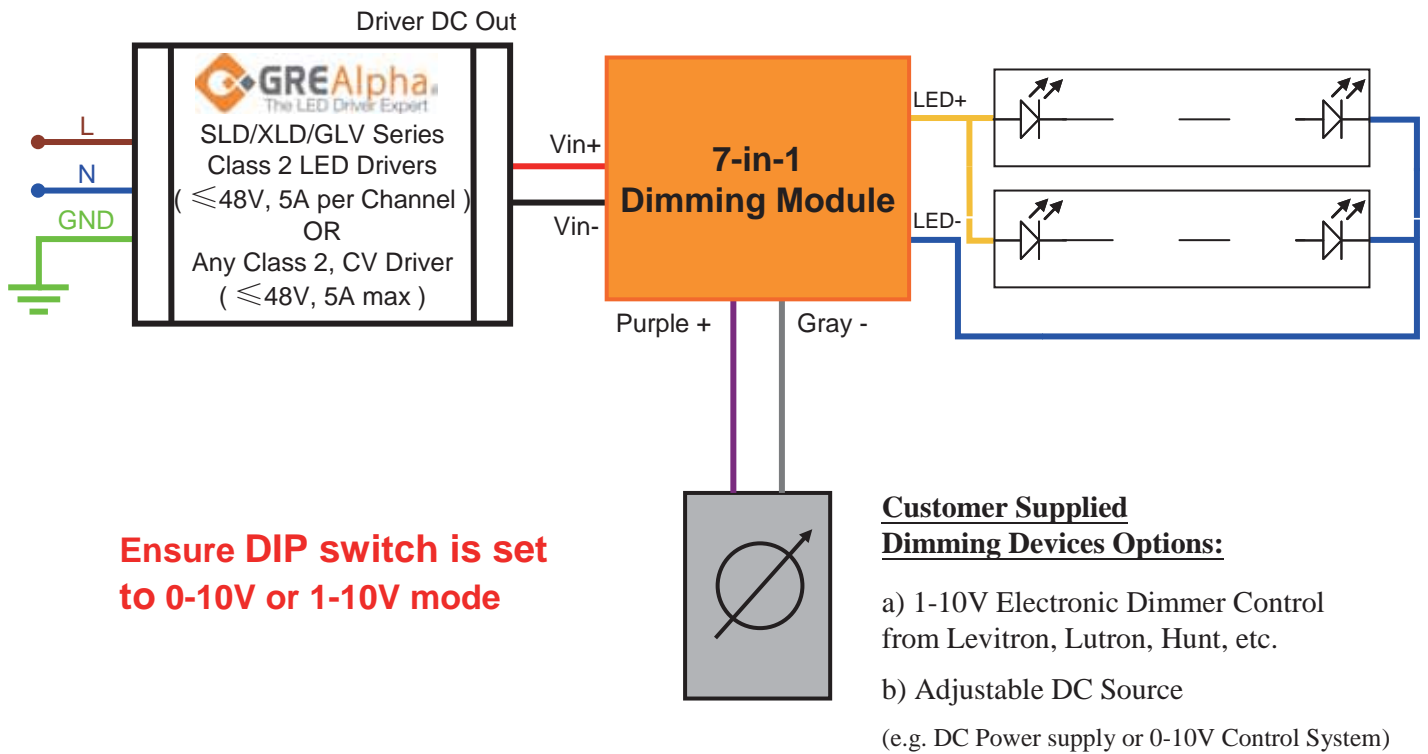 Driver DC Out
GREAlpha®
The LED Driver Expert
SLD/XLD/GLV Series
Class 2 LED Drivers
( ≤48V, 5A per Channel )
OR
Any Class 2, CV Driver
( ≤48V, 5A max )
L
N
GND
Vin+
Vin-
7-in-1
Dimming Module
LED+
LED-
Purple +
Gray -
Ensure DIP switch is set
to 0-10V or 1-10V mode
Customer Supplied
Dimming Devices Options:
a) 1-10V Electronic Dimmer Control
from Levitron, Lutron, Hunt, etc.
b) Adjustable DC Source
(e.g. DC Power supply or 0-10V Control System)